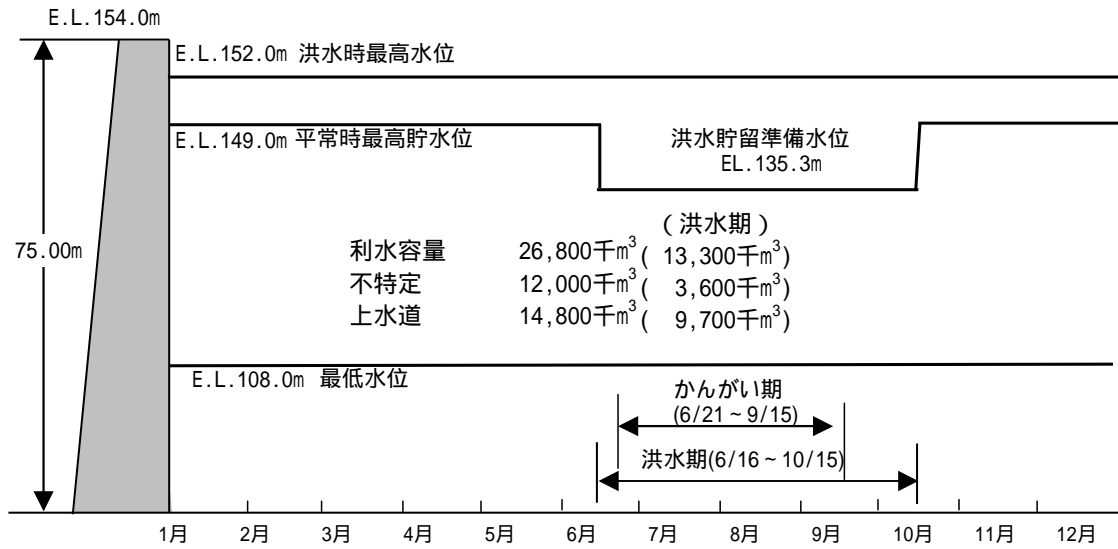 E.L.154.0m
E.L.152.0m 洪水時最高水位
E.L.149.0m 平常時最高貯水位
洪水貯留準備水位
EL.135.3m
75.00m
(洪水期)
利水容量 26,800千m³( 13,300千m³)
不特定 12,000千m³( 3,600千m³)
上水道 14,800千m³( 9,700千m³)
E.L.108.0m 最低水位
かんがい期
(6/21~9/15)
洪水期(6/16~10/15)
1月 2月 3月 4月 5月 6月 7月 8月 9月 10月 11月 12月